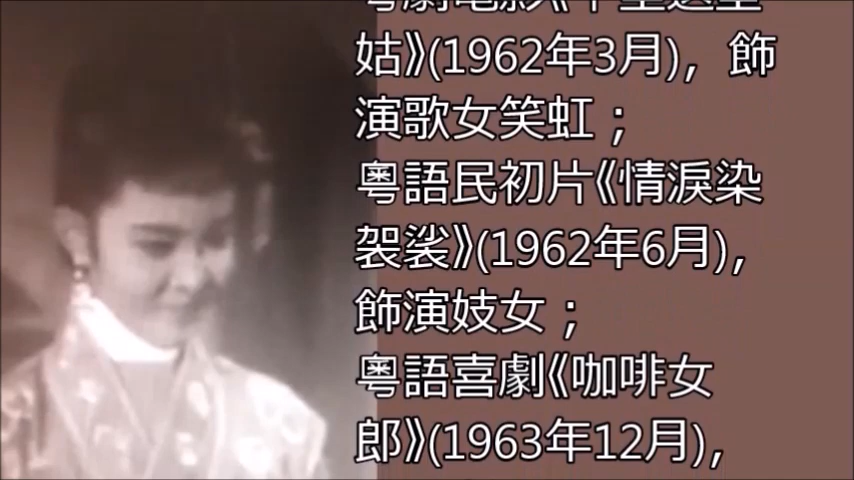 姑》(1962年3月)，飾
演歌女笑虹；
粵語民初片《情淚染
袈裟》(1962年6月)，
飾演妓女；
粵語喜劇《咖啡女
郎》(1963年12月)，